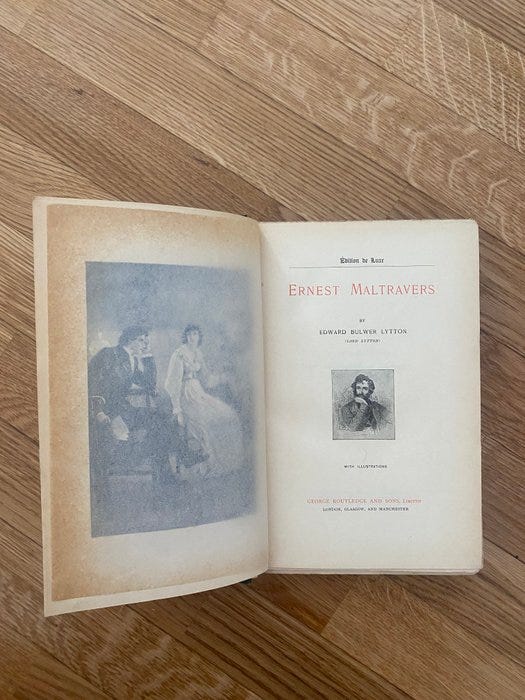 Édition de Luxe
ERNEST MALTRAVERS
BY
EDWARD BULWER LYTTON
(LORD LYTTON)
WITH ILLUSTRATIONS
GEORGE ROUTLEDGE AND SONS, LIMITED
LONDON, GLASGOW, AND MANCHESTER